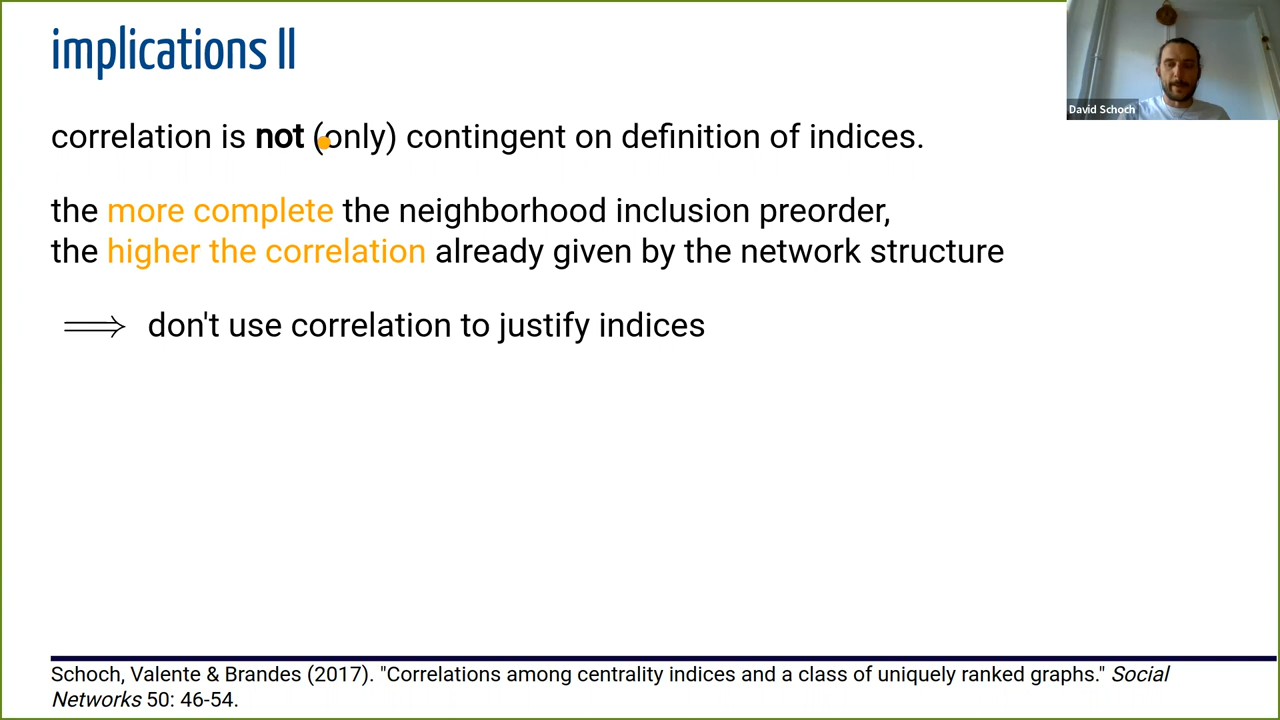 implications II
David Schoch
correlation is not (only) contingent on definition of indices.
the more complete the neighborhood inclusion preorder,
the higher the correlation already given by the network structure
⟹ don't use correlation to justify indices
Schoch, Valente & Brandes (2017). "Correlations among centrality indices and a class of uniquely ranked graphs." Social
Networks 50: 46-54.